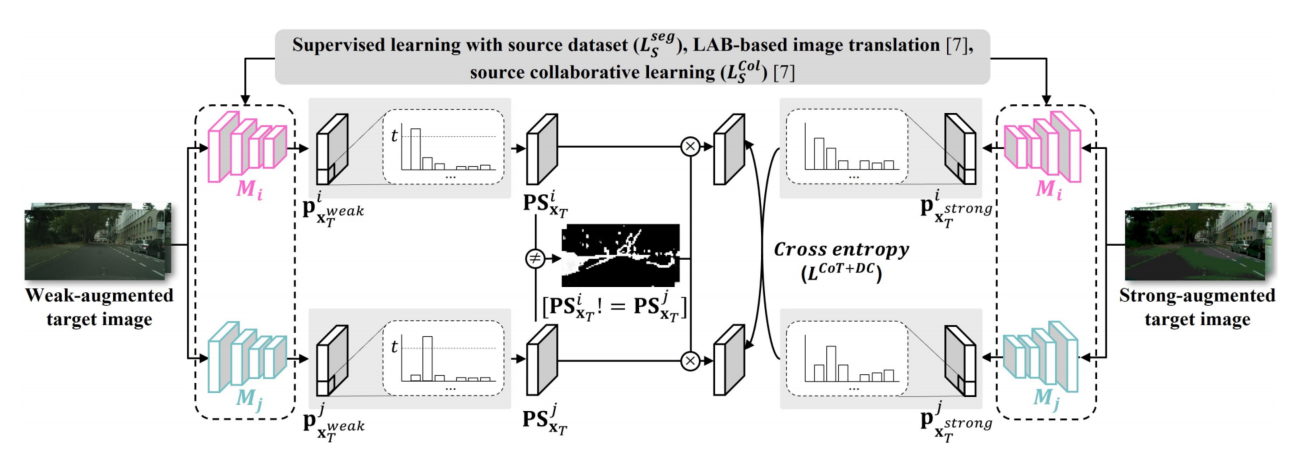 Supervised learning with source dataset (L_S^seg), LAB-based image translation [7],
source collaborative learning (L_S^Col) [7]
t
...
M_i
p^i_{x_T^weak}
PS^i_{x_T}
...
p^i_{x_T^strong}
M_i
Weak-augmented
target image
≠
[PS^i_{x_T}! = PS^j_{x_T}]
Cross entropy
(L^{CoT+DC})
Strong-augmented
target image
t
...
M_j
p^j_{x_T^weak}
PS^j_{x_T}
...
p^j_{x_T^strong}
M_j